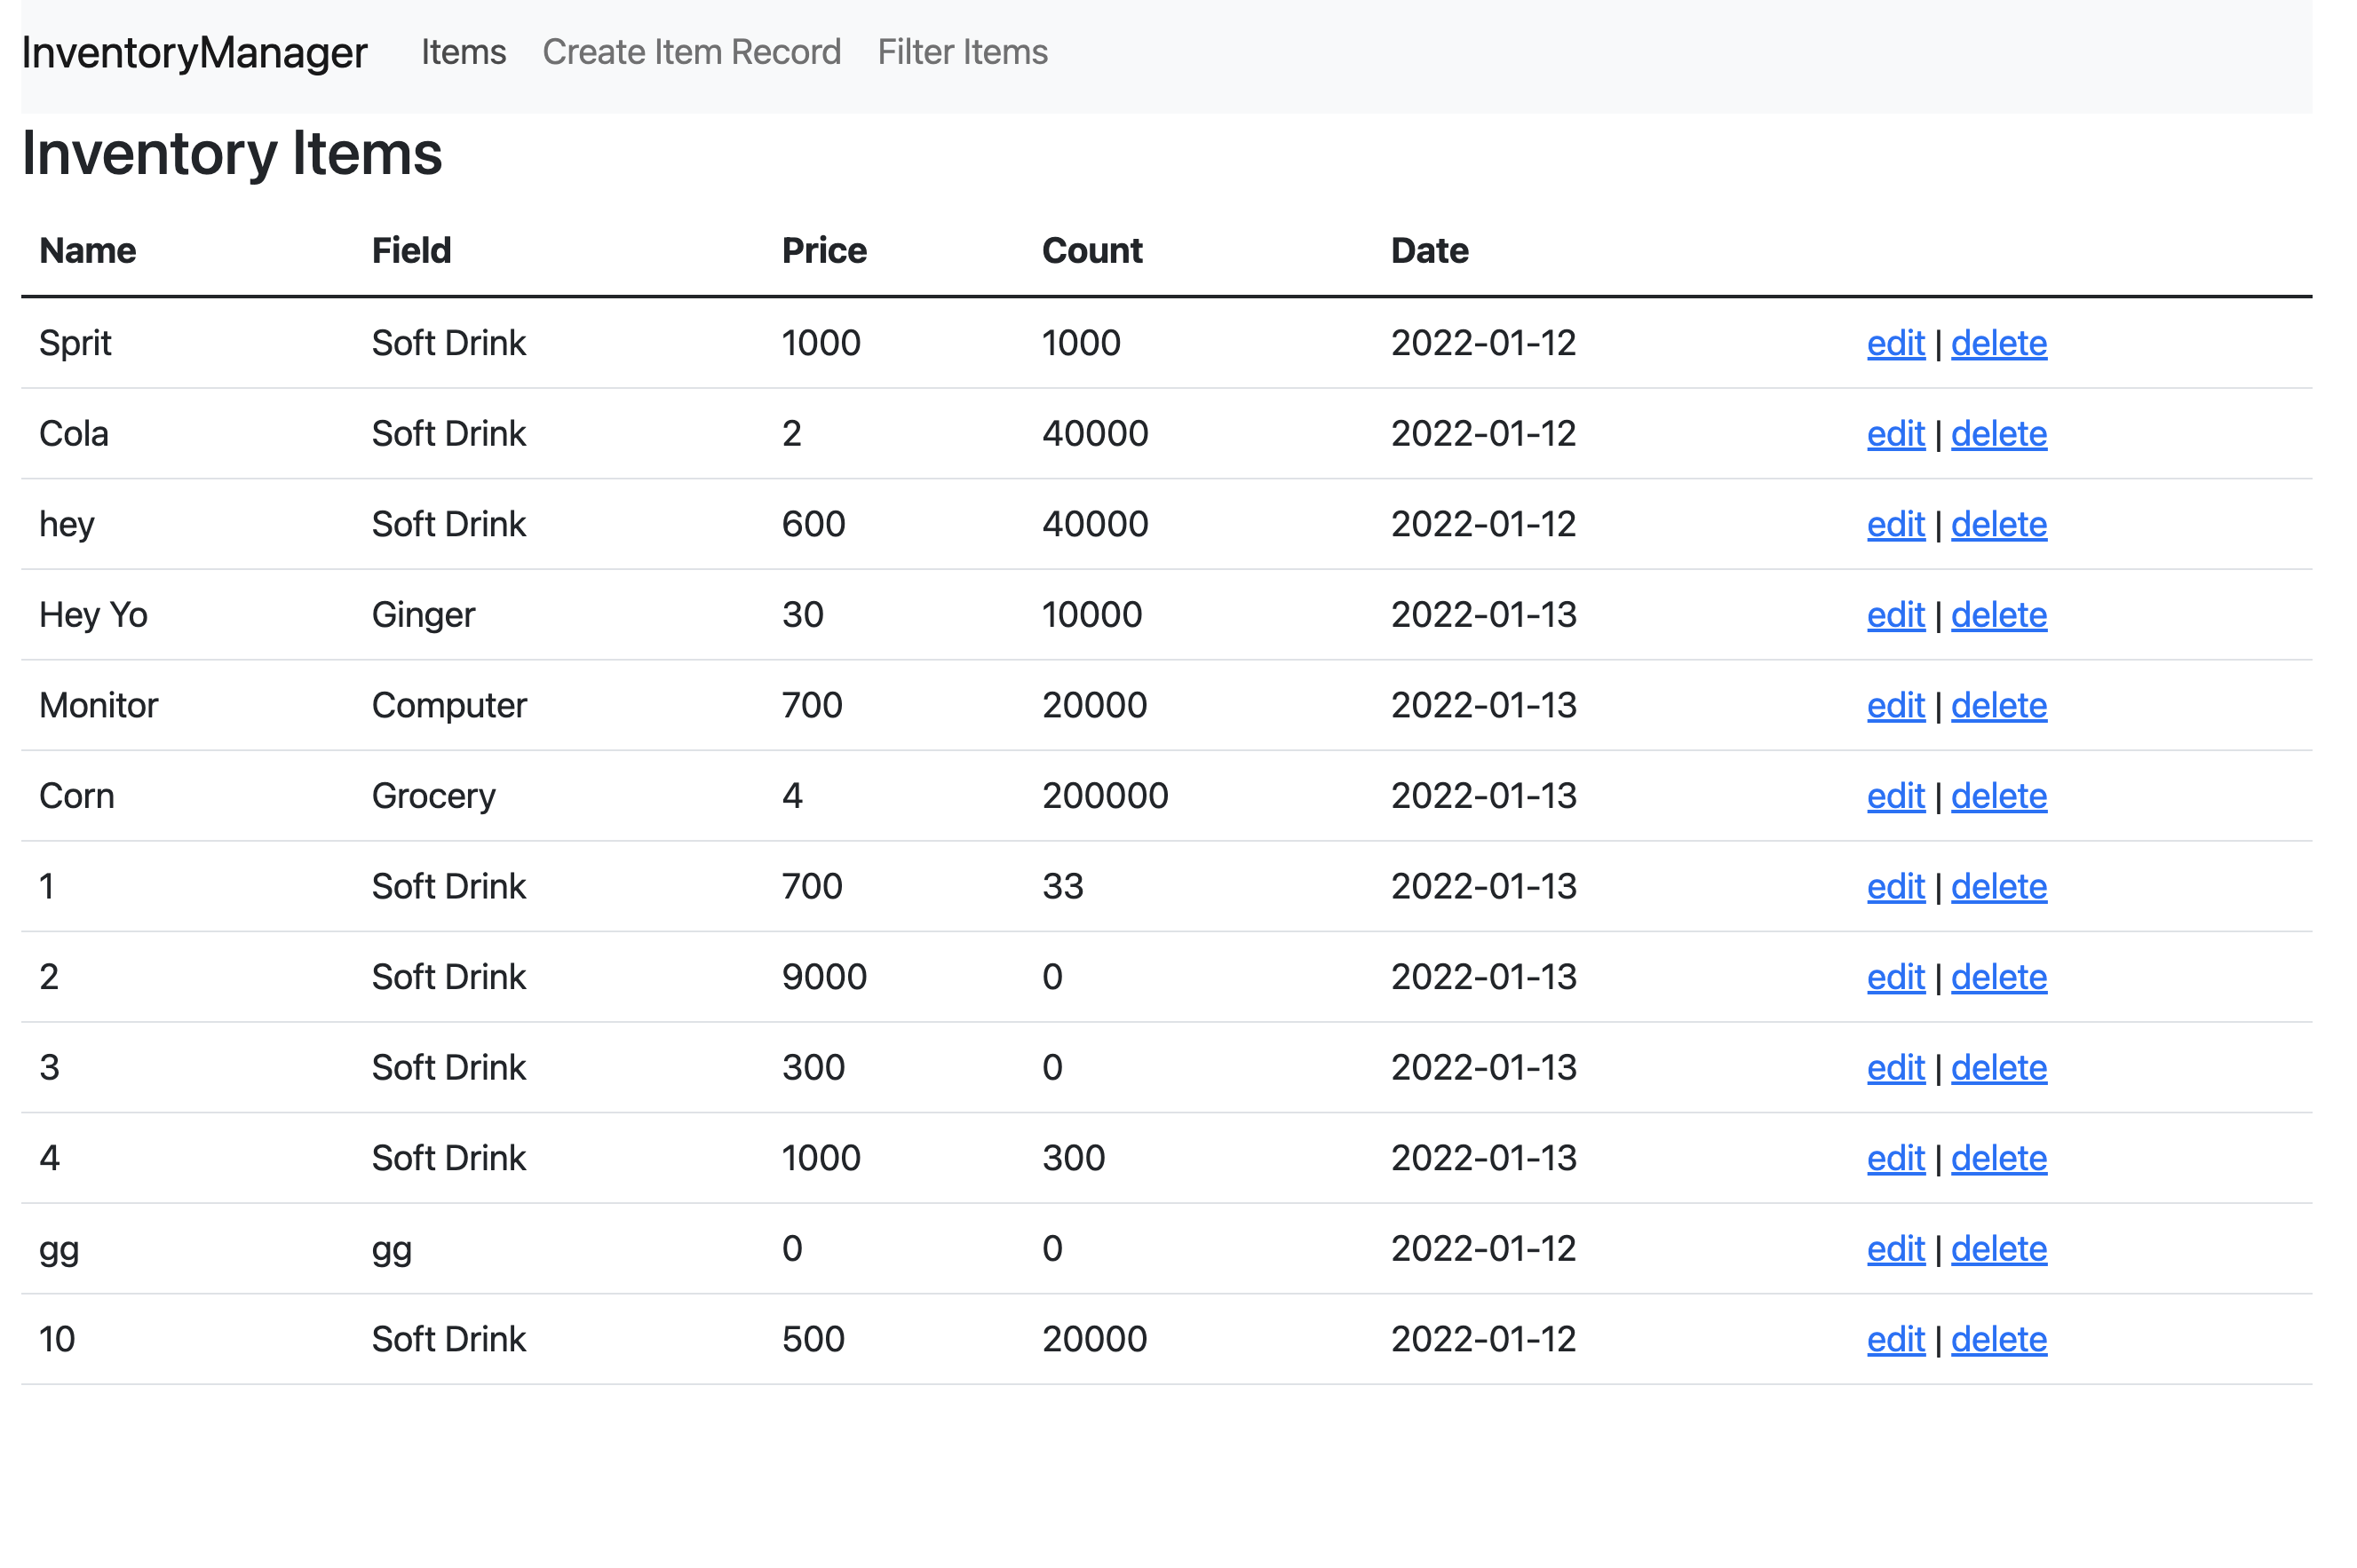 InventoryManager Items Create Item Record Filter Items
Inventory Items
Name Field Price Count Date
Sprit Soft Drink 1000 1000 2022-01-12 edit | delete
Cola Soft Drink 2 40000 2022-01-12 edit | delete
hey Soft Drink 600 40000 2022-01-12 edit | delete
Hey Yo Ginger 30 10000 2022-01-13 edit | delete
Monitor Computer 700 20000 2022-01-13 edit | delete
Corn Grocery 4 200000 2022-01-13 edit | delete
1 Soft Drink 700 33 2022-01-13 edit | delete
2 Soft Drink 9000 0 2022-01-13 edit | delete
3 Soft Drink 300 0 2022-01-13 edit | delete
4 Soft Drink 1000 300 2022-01-13 edit | delete
gg gg 0 0 2022-01-12 edit | delete
10 Soft Drink 500 20000 2022-01-12 edit | delete